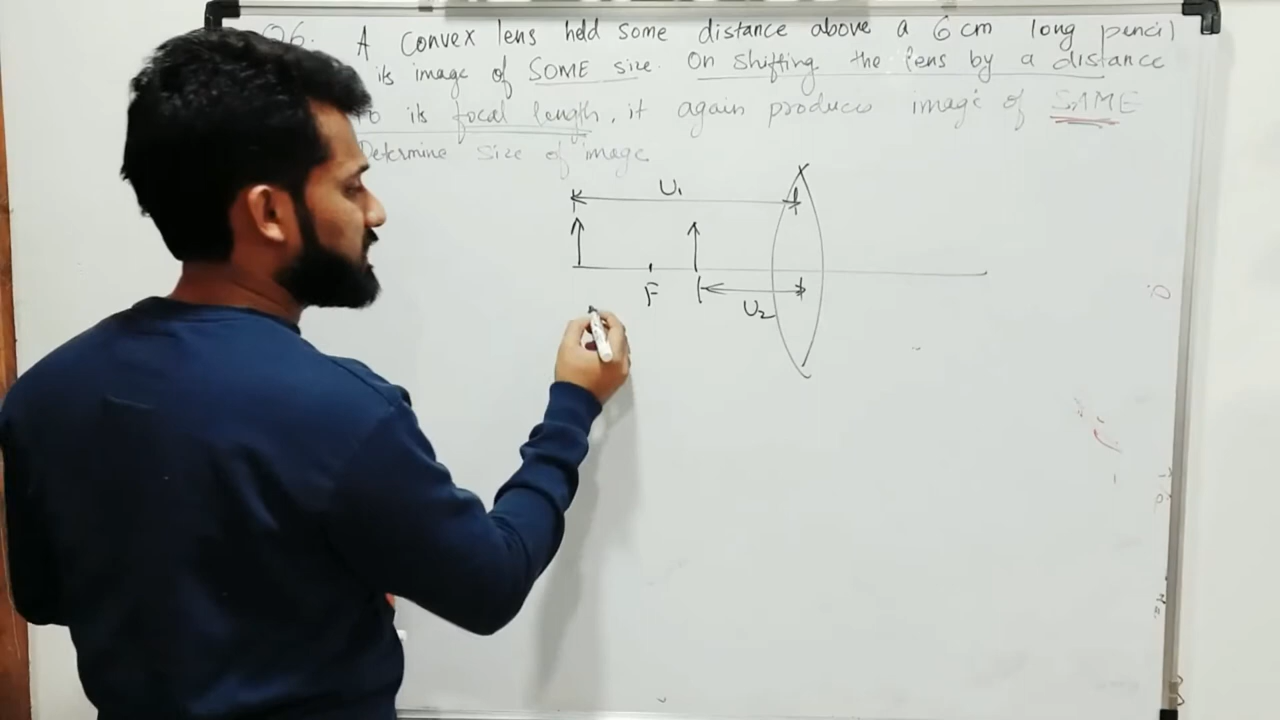 Q6. A Convex lens held some distance above a 6 cm long pencil
its image of SOME size. On shifting the lens by a distance
to its focal length, it again produces image of SAME
Determine Size of image
U₁
F
U₂